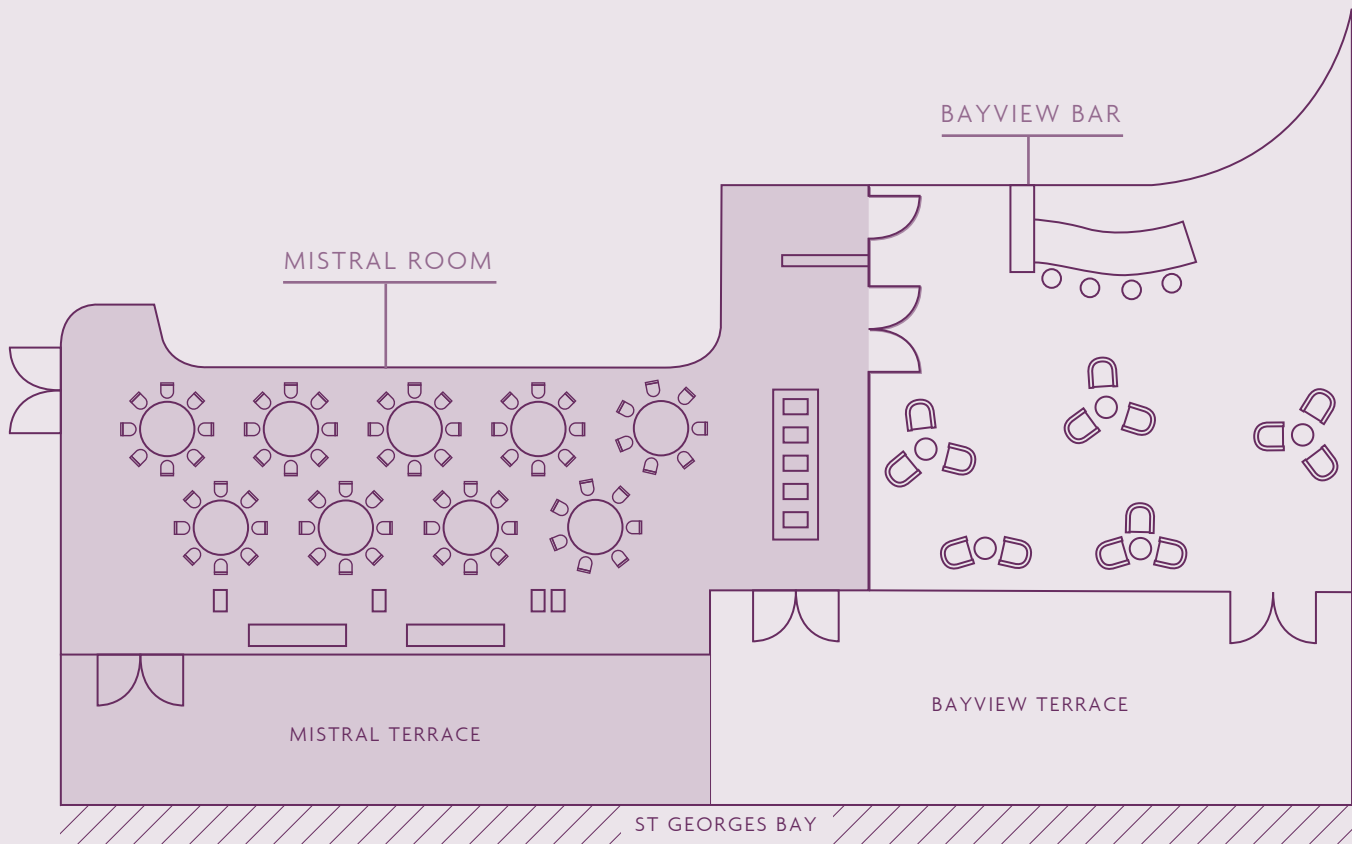 BAYVIEW BAR
MISTRAL ROOM
BAYVIEW TERRACE
MISTRAL TERRACE
ST GEORGES BAY